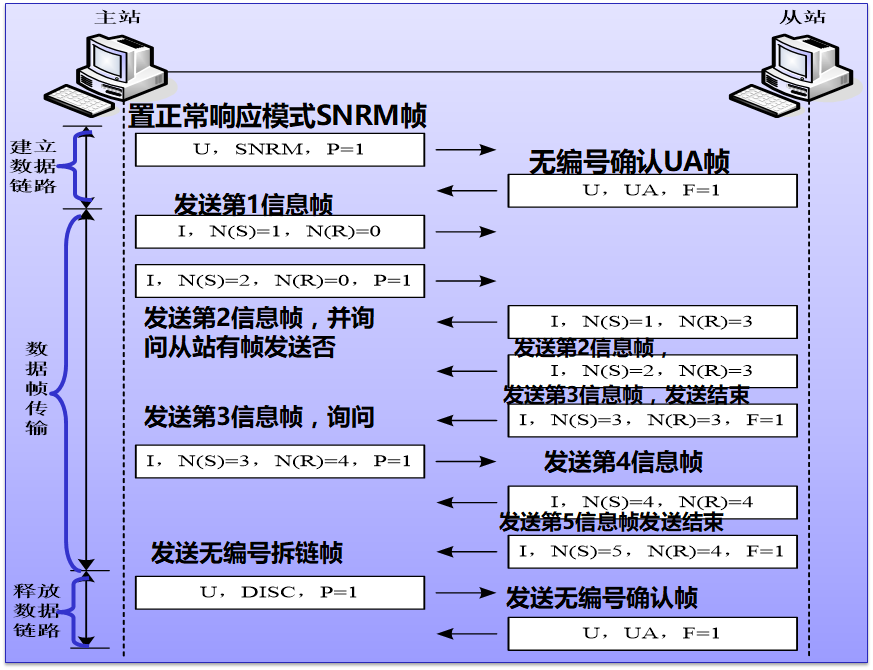 主站
从站
置正常响应模式SNRM帧
建立
数据
链路
U，SNRM，P=1
无编号确认UA帧
U，UA，F=1
发送第1信息帧
I，N(S)=1，N(R)=0
I，N(S)=2，N(R)=0，P=1
发送第2信息帧，并询
问从站有帧发送否
I，N(S)=1，N(R)=3
发送第2信息帧，
I，N(S)=2，N(R)=3
数
据
帧
传
输
发送第3信息帧，发送结束
I，N(S)=3，N(R)=3，F=1
发送第3信息帧，询问
I，N(S)=3，N(R)=4，P=1
发送第4信息帧
I，N(S)=4，N(R)=4
发送第5信息帧发送结束
I，N(S)=5，N(R)=4，F=1
发送无编号拆链帧
释放
数据
链路
U，DISC，P=1
发送无编号确认帧
U，UA，F=1